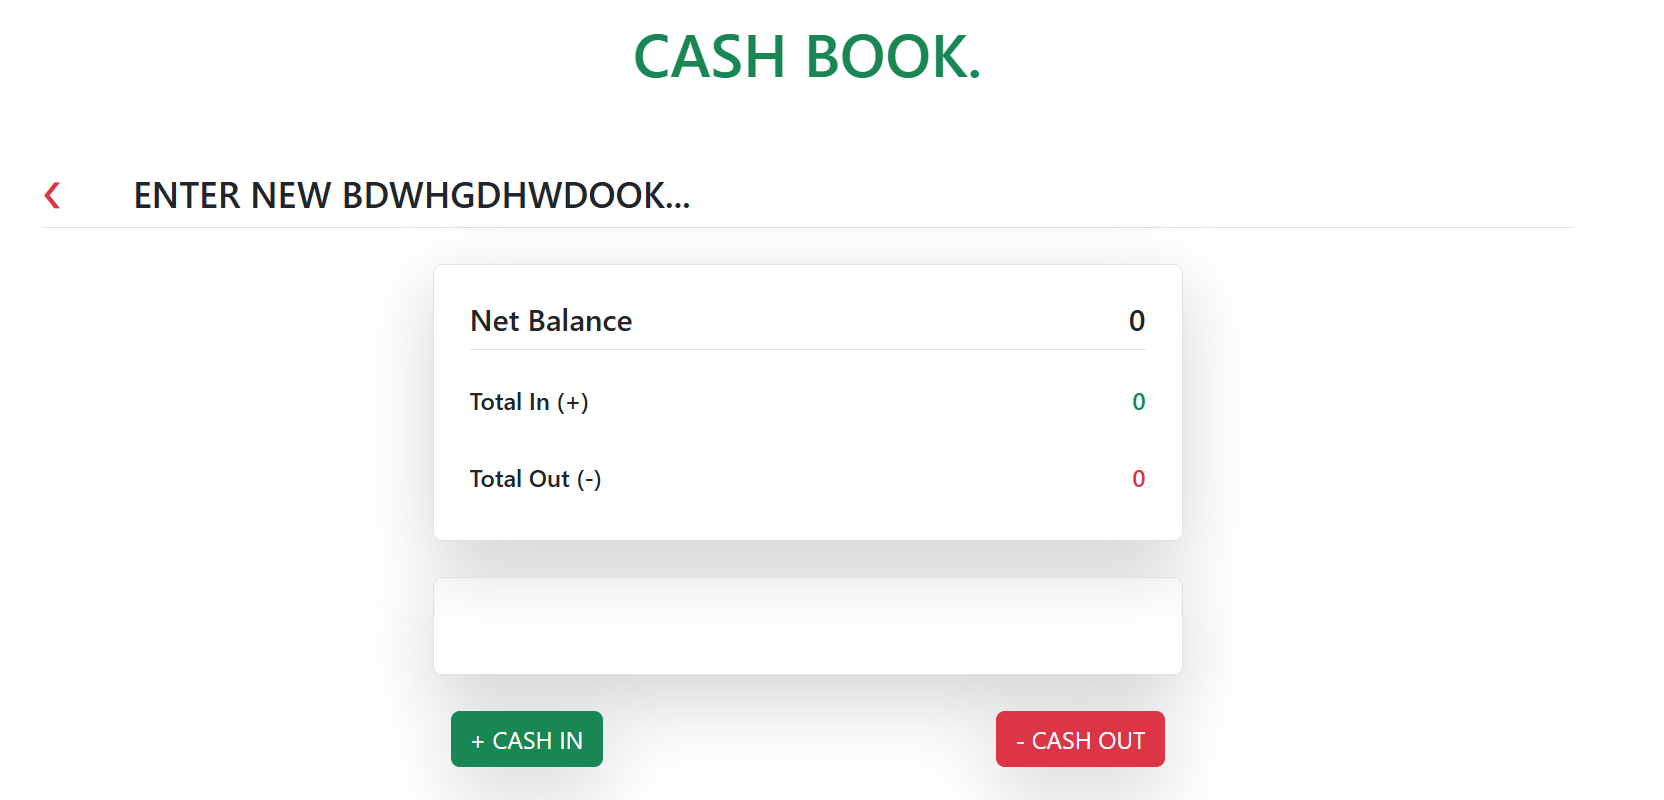 CASH BOOK.
ENTER NEW BDWHGDHWDOOK...
Net Balance 0
Total In (+) 0
Total Out (-) 0
+ CASH IN - CASH OUT